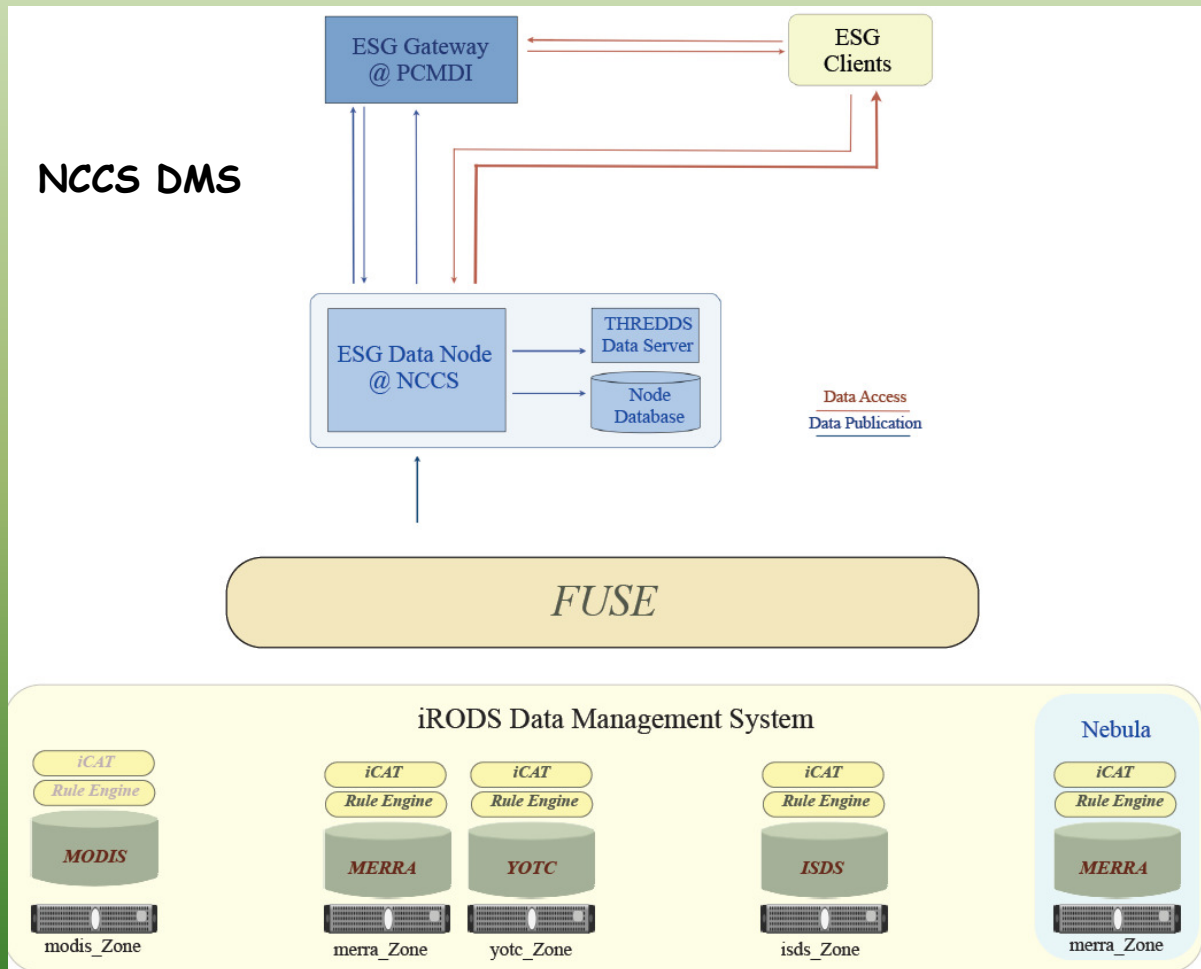 ESG Gateway
@ PCMDI
ESG
Clients
NCCS DMS
ESG Data Node
@ NCCS
THREDDS
Data Server
Node
Database
Data Access
Data Publication
FUSE
iRODS Data Management System
Nebula
iCAT
Rule Engine
MODIS
modis_Zone
iCAT
Rule Engine
MERRA
merra_Zone
iCAT
Rule Engine
YOTC
yotc_Zone
iCAT
Rule Engine
ISDS
isds_Zone
iCAT
Rule Engine
MERRA
merra_Zone